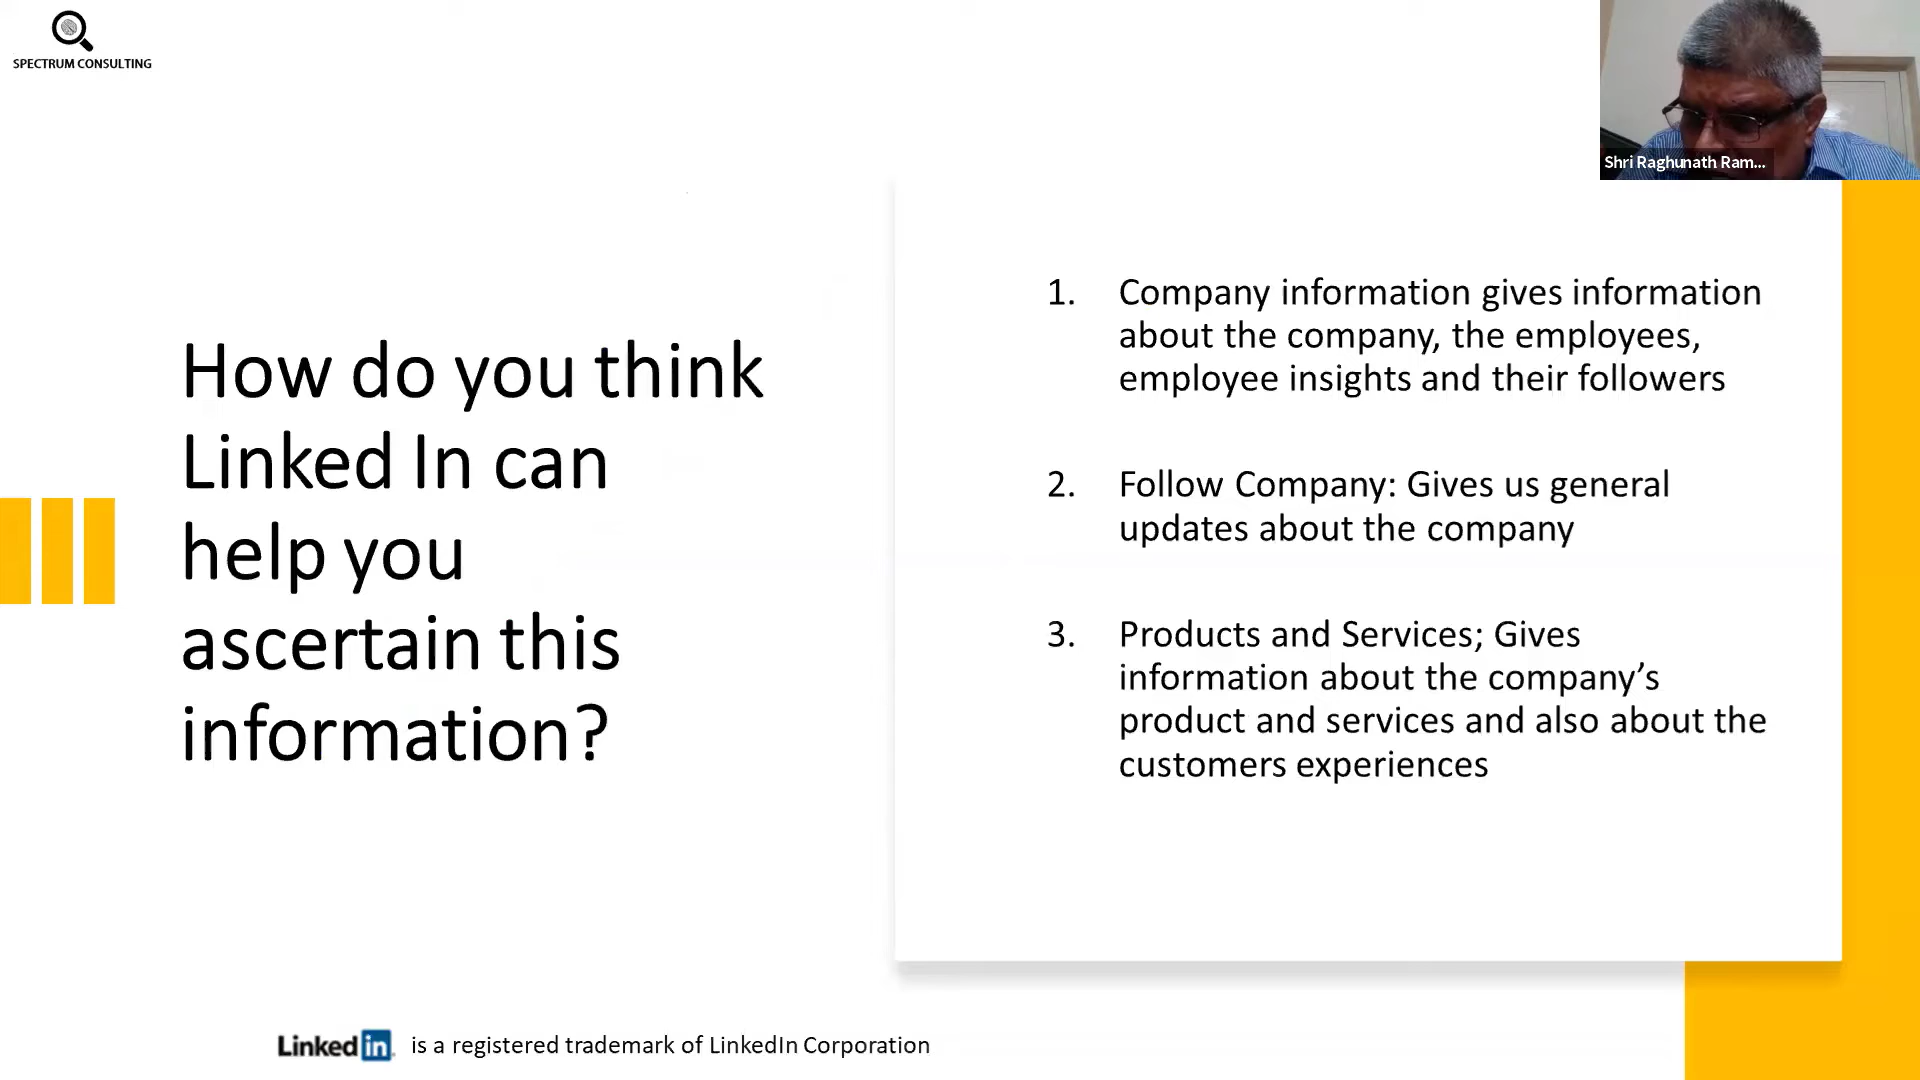 SPECTRUM CONSULTING
Shri Raghunath Ram...
How do you think
Linked In can
help you
ascertain this
information?
1. Company information gives information
about the company, the employees,
employee insights and their followers
2. Follow Company: Gives us general
updates about the company
3. Products and Services; Gives
information about the company’s
product and services and also about the
customers experiences
Linked in is a registered trademark of LinkedIn Corporation